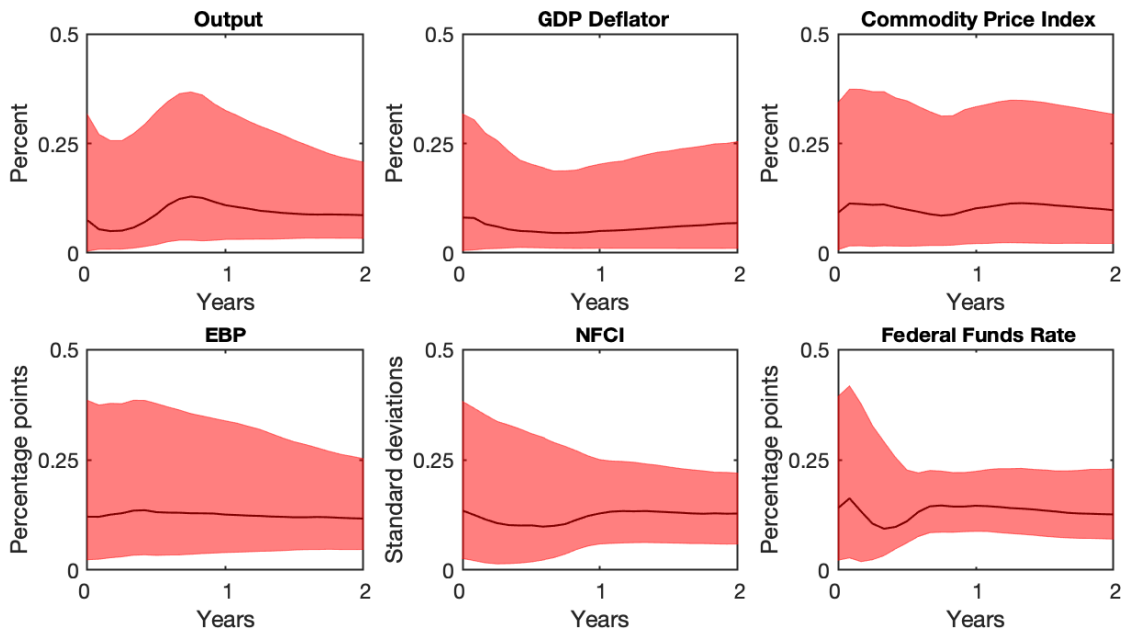 Output
0.5
0.25
0
Percent
0 1 2
Years
GDP Deflator
0.5
0.25
0
Percent
0 1 2
Years
Commodity Price Index
0.5
0.25
0
Percent
0 1 2
Years
EBP
0.5
0.25
0
Percentage points
0 1 2
Years
NFCI
0.5
0.25
0
Standard deviations
0 1 2
Years
Federal Funds Rate
0.5
0.25
0
Percentage points
0 1 2
Years